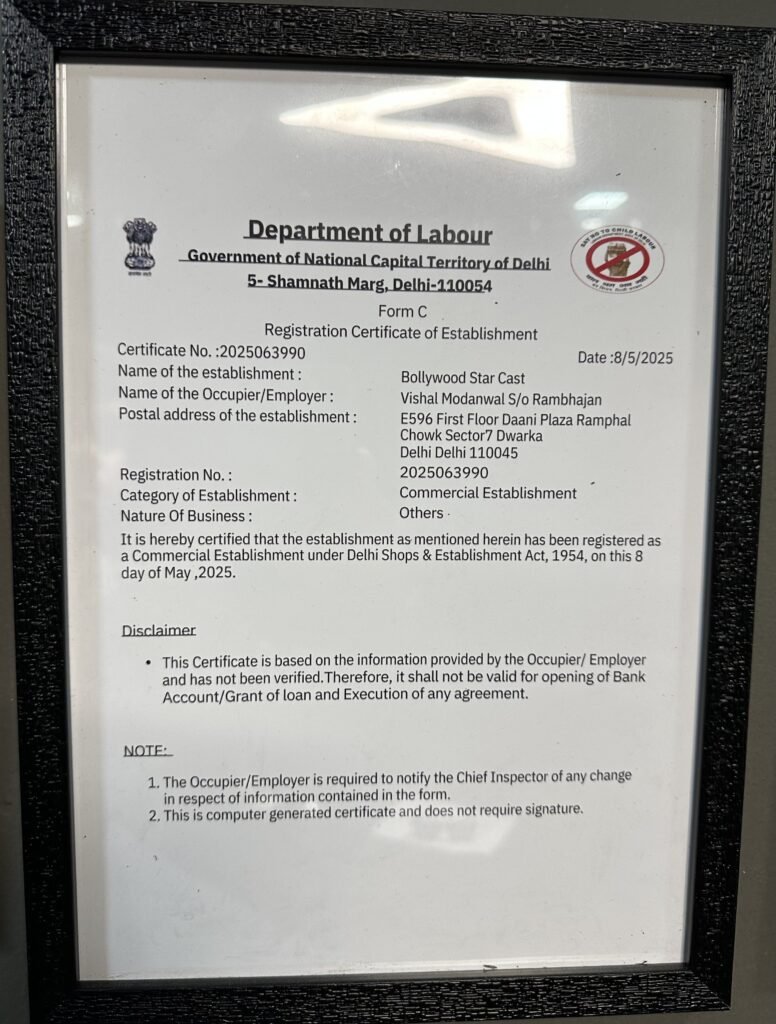 Department of Labour
Government of National Capital Territory of Delhi
5- Shamnath Marg, Delhi-110054
SAY NO TO CHILD LABOUR
Form C
Registration Certificate of Establishment
Certificate No. :2025063990
Date :8/5/2025
Name of the establishment : Bollywood Star Cast
Name of the Occupier/Employer : Vishal Modanwal S/o Rambhajan
Postal address of the establishment : E596 First Floor Daani Plaza Ramphal
Chowk Sector7 Dwarka
Delhi Delhi 110045
Registration No. : 2025063990
Category of Establishment : Commercial Establishment
Nature Of Business : Others
It is hereby certified that the establishment as mentioned herein has been registered as
a Commercial Establishment under Delhi Shops & Establishment Act, 1954, on this 8
day of May ,2025.
Disclaimer
• This Certificate is based on the information provided by the Occupier/ Employer
and has not been verified.Therefore, it shall not be valid for opening of Bank
Account/Grant of loan and Execution of any agreement.
NOTE:
1. The Occupier/Employer is required to notify the Chief Inspector of any change
in respect of information contained in the form.
2. This is computer generated certificate and does not require signature.